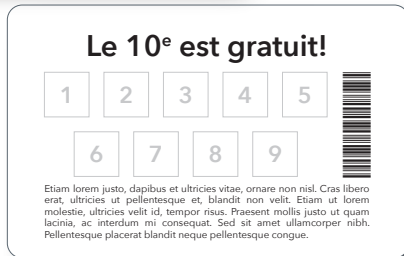 Le 10e est gratuit!
1 2 3 4 5
6 7 8 9
Etiam lorem justo, dapibus et ultricies vitae, ornare non nisl. Cras libero
erat, ultricies ut pellentesque et, blandit non velit. Etiam ut lorem
molestie, ultricies velit id, tempor risus. Praesent mollis justo ut quam
lacinia, ac interdum mi consequat. Sed sit amet ullamcorper nibh.
Pellentesque placerat blandit neque pellentesque congue.